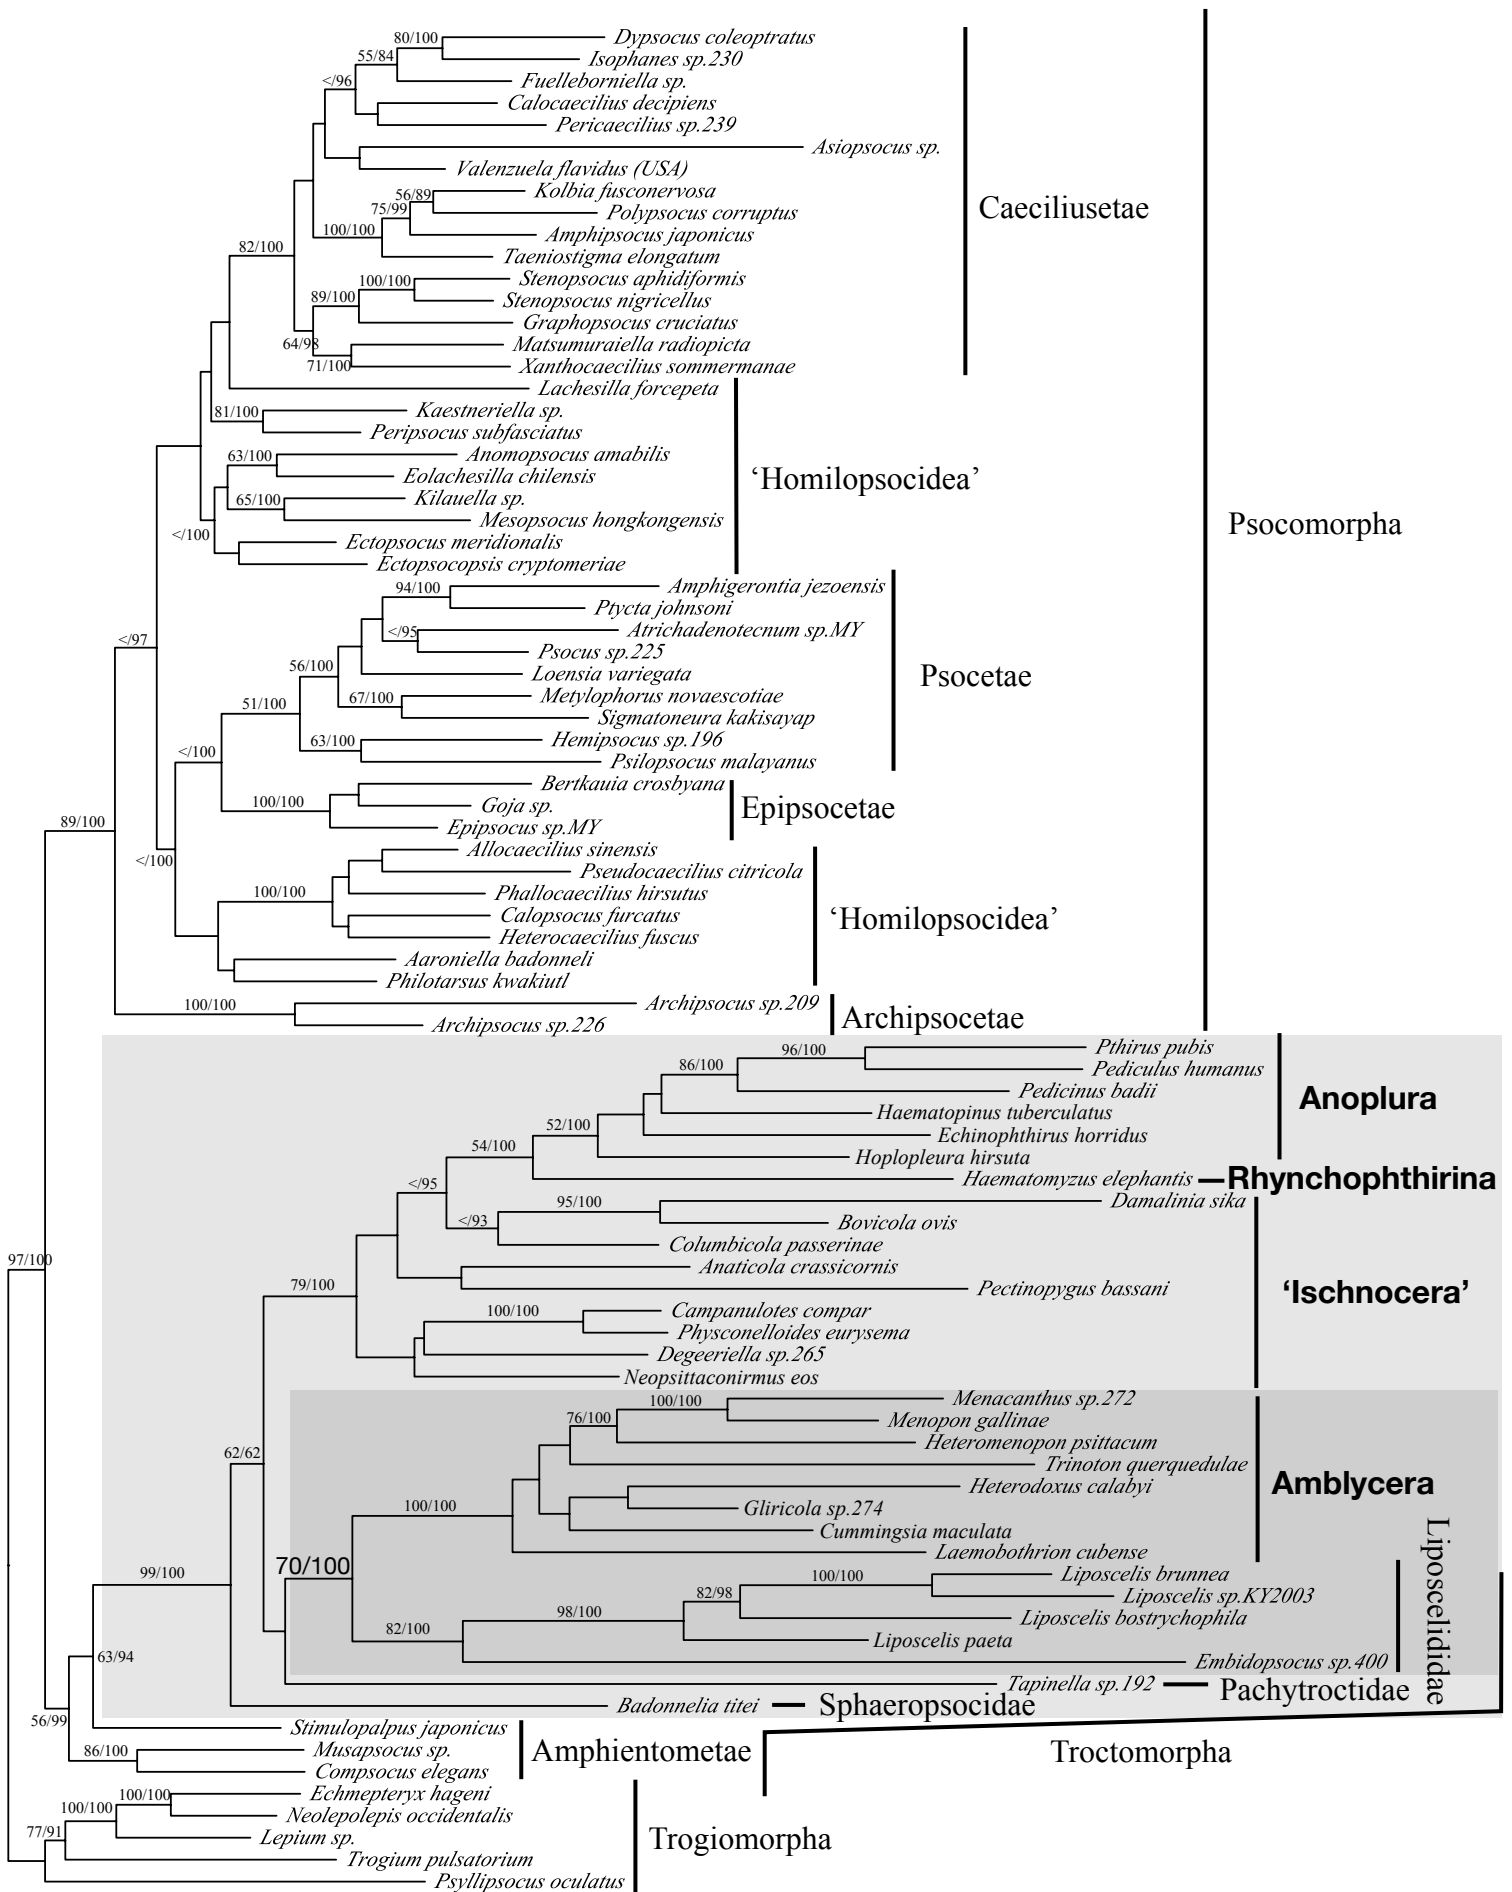 80/100
Dypsocus coleoptratus
55/84
Isophanes sp.230
</96
Fuelleborniella sp.
Calocaecilius decipiens
Pericaecilius sp.239
Asiopsocus sp.
Valenzuela flavidus (USA)
56/89
Kolbia fusconervosa
75/99
Polypsocus corruptus
Caeciliusetae
100/100
Amphipsocus japonicus
82/100
Taeniostigma elongatum
100/100
Stenopsocus aphidiformis
89/100
Stenopsocus nigricellus
Graphopsocus cruciatus
64/98
Matsumuraiella radiopicta
71/100
Xanthocaecilius sommermanae
Lachesilla forcepeta
81/100
Kaestneriella sp.
Peripsocus subfasciatus
63/100
Anomopsocus amabilis
Eolachesilla chilensis
‘Homilopsocidea’
65/100
Kilauella sp.
Mesopsocus hongkongensis
Psocomorpha
</100
Ectopsocus meridionalis
Ectopsocopsis cryptomeriae
94/100
Amphigerontia jezoensis
Ptycta johnsoni
</97
</95
Atrichadenotecnum sp.MY
Psocus sp.225
56/100
Loensia variegata
Psocetae
51/100
67/100
Metylophorus novaescotiae
Sigmatoneura kakisayap
</100
63/100
Hemipsocus sp.196
Psilopsocus malayanus
100/100
Bertkauia crosbyana
Goja sp.
Epipsocetae
89/100
Epipsocus sp.MY
</100
Allocaecilius sinensis
Pseudocaecilius citricola
100/100
Phallocaecilius hirsutus
Calopsocus furcatus
‘Homilopsocidea’
Heterocaecilius fuscus
Aaroniella badonneli
Philotarsus kwakiutl
100/100
Archipsocus sp.209
Archipsocus sp.226
Archipsocetae
96/100
Pthirus pubis
86/100
Pediculus humanus
Pedicinus badii
Anoplura
Haematopinus tuberculatus
52/100
Echinophthirus horridus
54/100
Hoplopleura hirsuta
</95
Haematomyzus elephantis
Rhynchophthirina
95/100
Damalinia sika
</93
Bovicola ovis
Columbicola passerinae
97/100
Anaticola crassicornis
79/100
Pectinopygus bassani
‘Ischnocera’
100/100
Campanulotes compar
Physconelloides eurysema
Degeeriella sp.265
Neopsittaconirmus eos
100/100
Menacanthus sp.272
76/100
Menopon gallinae
Heteromenopon psittacum
62/62
Trinoton querquedulae
Heterodoxus calabyi
Amblycera
100/100
Gliricola sp.274
Cummingsia maculata
Laemobothrion cubense
70/100
99/100
100/100
Liposcelis brunnea
82/98
Liposcelis sp.KY2003
98/100
Liposcelis bostrychophila
82/100
Liposcelis paeta
Liposcelididae
63/94
Embidopsocus sp.400
Tapinella sp.192
Pachytroctidae
Badonnelia titei
Sphaeropsocidae
56/99
Stimulopalpus japonicus
86/100
Musapsocus sp.
Amphientometae
Troctomorpha
Compsocus elegans
100/100
Echmepteryx hageni
100/100
Neolepolepis occidentalis
77/91
Lepium sp.
Trogiomorpha
Trogium pulsatorium
Psyllipsocus oculatus